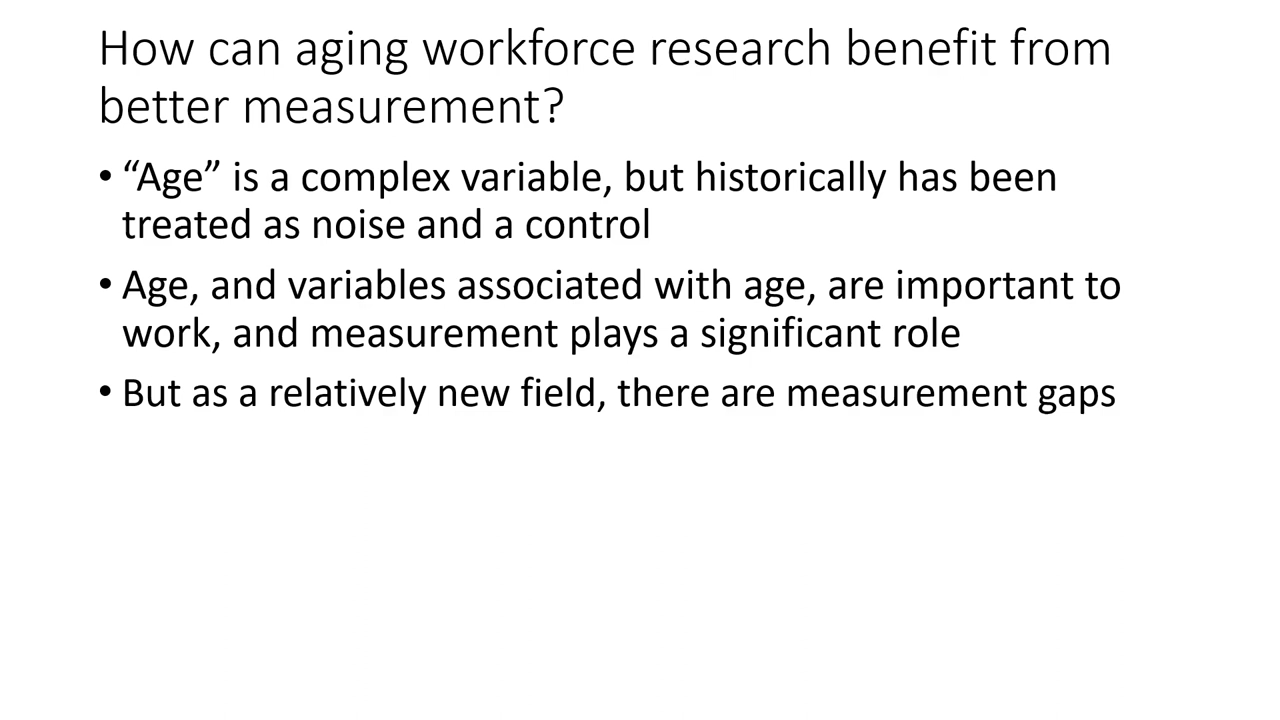 How can aging workforce research benefit from
better measurement?
• “Age” is a complex variable, but historically has been
treated as noise and a control
• Age, and variables associated with age, are important to
work, and measurement plays a significant role
• But as a relatively new field, there are measurement gaps